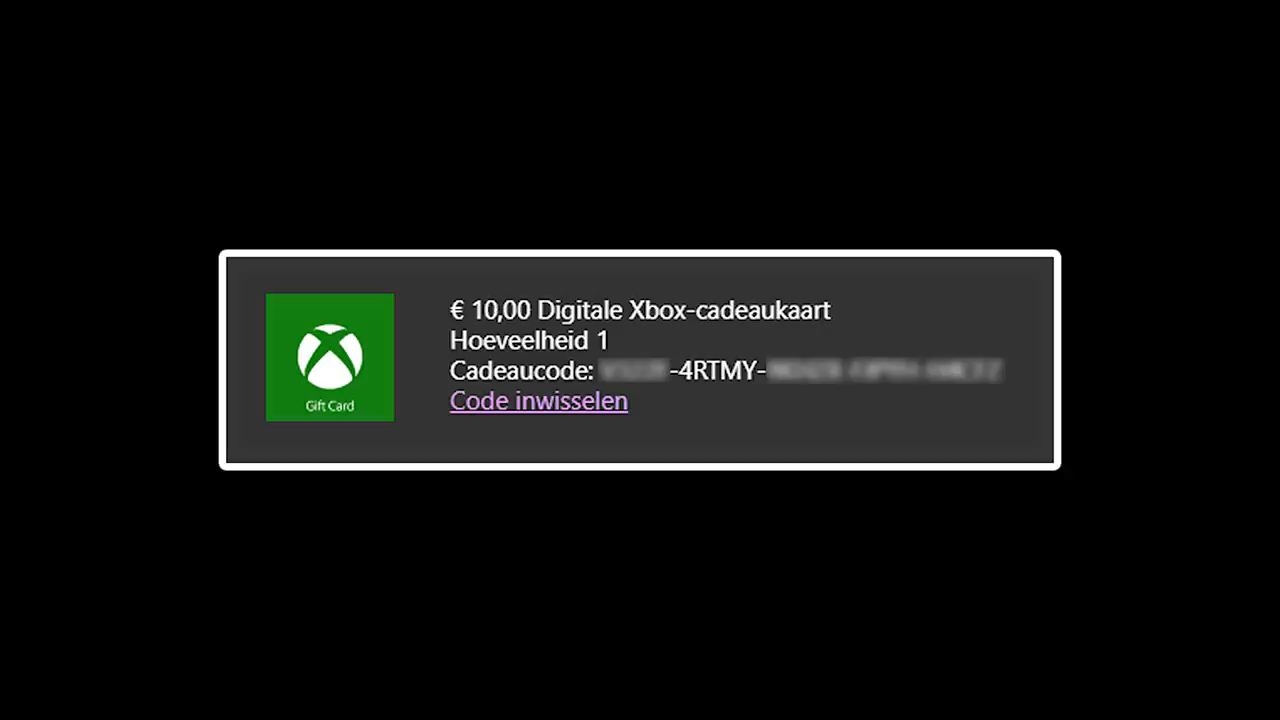 € 10,00 Digitale Xbox-cadeaukaart
Hoeveelheid 1
Cadeaucode: -4RTMY-
Code inwisselen
Gift Card